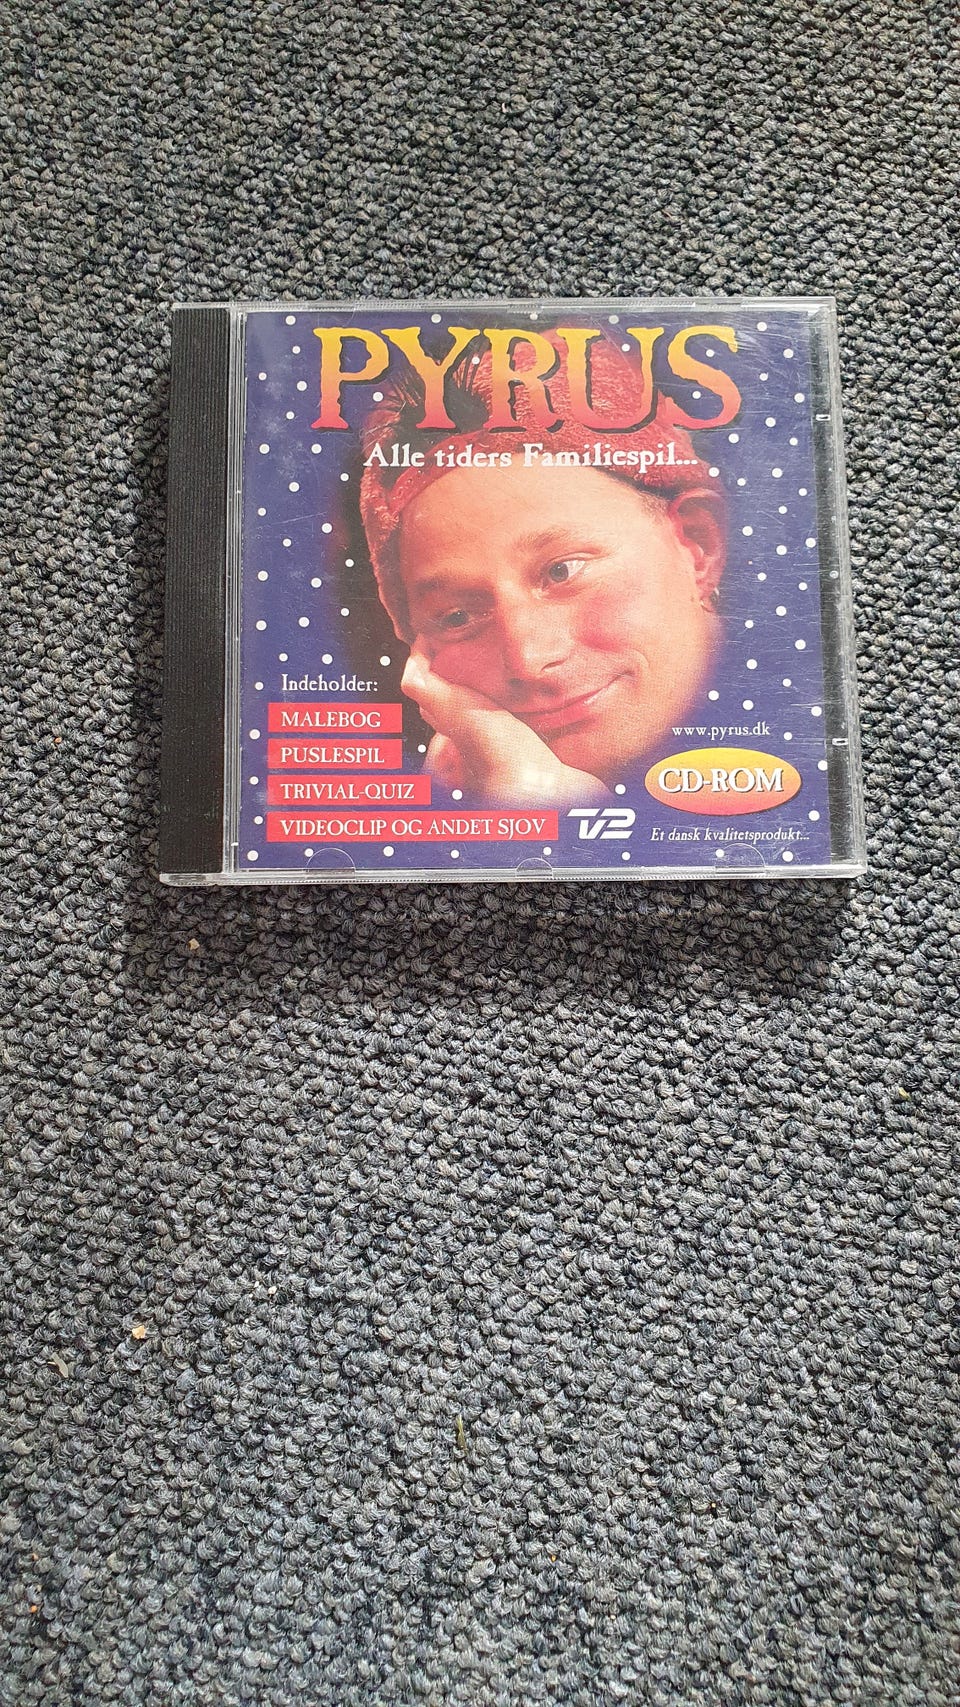 PYRUS
Alle tiders Familiespil...
Indeholder:
MALEBOG
PUSLESPIL
TRIVIAL-QUIZ
VIDEOCLIP OG ANDET SJOV
TV2
www.pyrus.dk
CD-ROM
Et dansk kvalitetsprodukt...